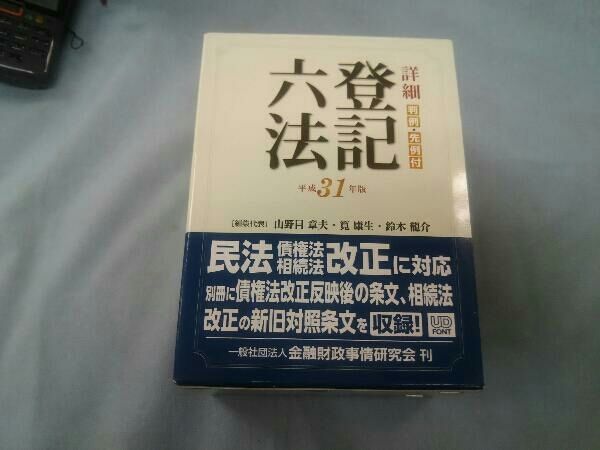 詳細
登記
六法
判例・先例付
平成31年版
［編集代表］山野目 章夫・筧 康生・鈴木 龍介
民法 債権法 相続法 改正に対応
別冊に債権法改正反映後の条文、相続法
改正の新旧対照条文を収録!
UD
FONT
一般社団法人 金融財政事情研究会 刊